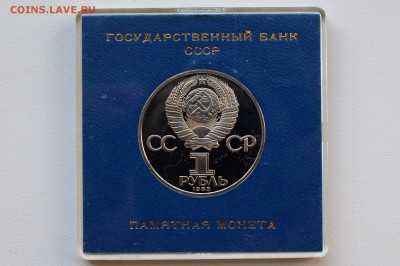 COINS.LAVE.RU
ГОСУДАРСТВЕННЫЙ БАНК
СССР
СС СР
1
РУБЛЬ
ПАМЯТНАЯ МОНЕТА